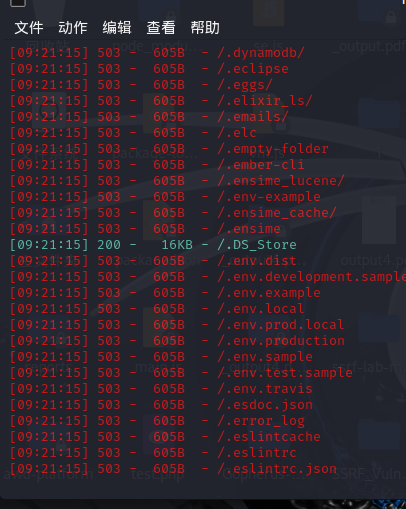 文件 动作 编辑 查看 帮助
[09:21:15] 503 - 605B - /.dynamodb/
[09:21:15] 503 - 605B - /.eclipse
[09:21:15] 503 - 605B - /.eggs/
[09:21:15] 503 - 605B - /.elixir_ls/
[09:21:15] 503 - 605B - /.emails/
[09:21:15] 503 - 605B - /.elc
[09:21:15] 503 - 605B - /.empty-folder
[09:21:15] 503 - 605B - /.ember-cli
[09:21:15] 503 - 605B - /.ensime_lucene/
[09:21:15] 503 - 605B - /.env-example
[09:21:15] 503 - 605B - /.ensime_cache/
[09:21:15] 503 - 605B - /.ensime
[09:21:15] 200 - 16KB - /.DS_Store
[09:21:15] 503 - 605B - /.env.dist
[09:21:15] 503 - 605B - /.env.development.sample
[09:21:15] 503 - 605B - /.env.example
[09:21:15] 503 - 605B - /.env.local
[09:21:15] 503 - 605B - /.env.prod.local
[09:21:15] 503 - 605B - /.env.production
[09:21:15] 503 - 605B - /.env.sample
[09:21:15] 503 - 605B - /.env.test.sample
[09:21:15] 503 - 605B - /.env.travis
[09:21:15] 503 - 605B - /.esdoc.json
[09:21:15] 503 - 605B - /.error_log
[09:21:15] 503 - 605B - /.eslintcache
[09:21:15] 503 - 605B - /.eslintrc
[09:21:15] 503 - 605B - /.eslintrc.json
_output.pdf
output4.p
test.php